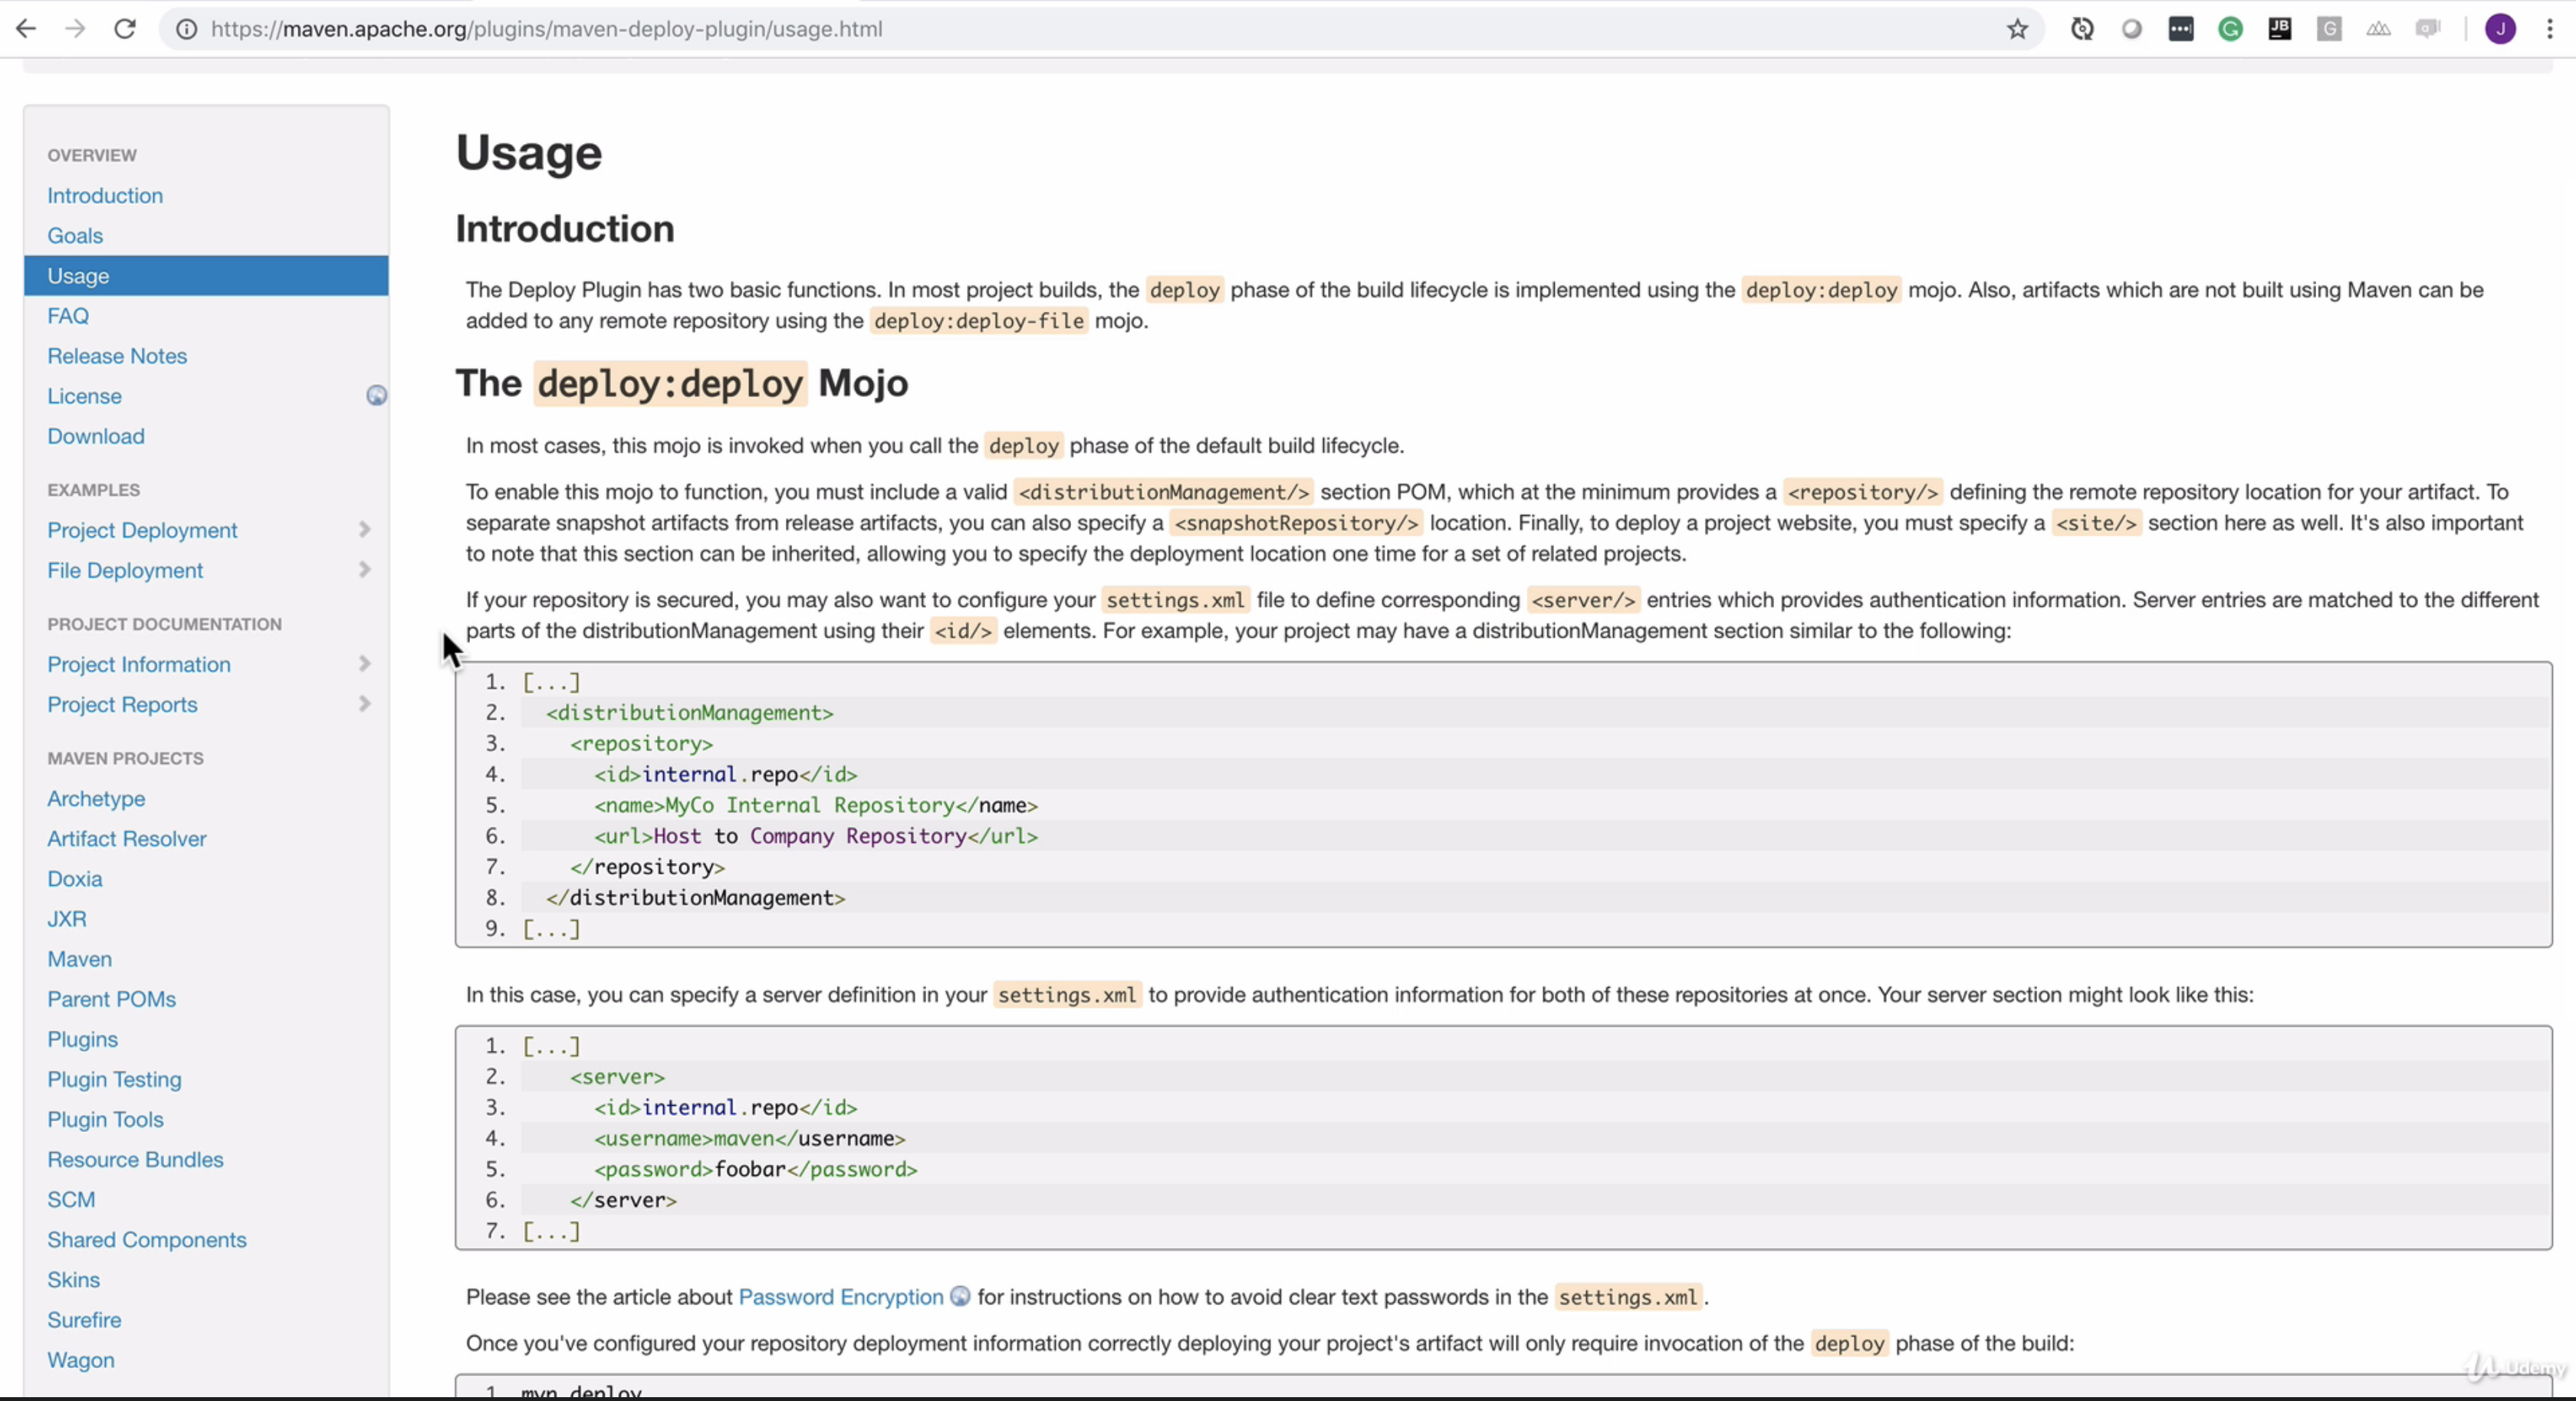 https://maven.apache.org/plugins/maven-deploy-plugin/usage.html
JB
G
G
J
OVERVIEW
Introduction
Goals
Usage
FAQ
Release Notes
License
Download
EXAMPLES
Project Deployment
File Deployment
PROJECT DOCUMENTATION
Project Information
Project Reports
MAVEN PROJECTS
Archetype
Artifact Resolver
Doxia
JXR
Maven
Parent POMs
Plugins
Plugin Testing
Plugin Tools
Resource Bundles
SCM
Shared Components
Skins
Surefire
Wagon
Usage
Introduction
The Deploy Plugin has two basic functions. In most project builds, the deploy phase of the build lifecycle is implemented using the deploy:deploy mojo. Also, artifacts which are not built using Maven can be
added to any remote repository using the deploy:deploy-file mojo.
The deploy:deploy Mojo
In most cases, this mojo is invoked when you call the deploy phase of the default build lifecycle.
To enable this mojo to function, you must include a valid <distributionManagement/> section POM, which at the minimum provides a <repository/> defining the remote repository location for your artifact. To
separate snapshot artifacts from release artifacts, you can also specify a <snapshotRepository/> location. Finally, to deploy a project website, you must specify a <site/> section here as well. It's also important
to note that this section can be inherited, allowing you to specify the deployment location one time for a set of related projects.
If your repository is secured, you may also want to configure your settings.xml file to define corresponding <server/> entries which provides authentication information. Server entries are matched to the different
parts of the distributionManagement using their <id/> elements. For example, your project may have a distributionManagement section similar to the following:
1. [...]
2. <distributionManagement>
3. <repository>
4. <id>internal.repo</id>
5. <name>MyCo Internal Repository</name>
6. <url>Host to Company Repository</url>
7. </repository>
8. </distributionManagement>
9. [...]
In this case, you can specify a server definition in your settings.xml to provide authentication information for both of these repositories at once. Your server section might look like this:
1. [...]
2. <server>
3. <id>internal.repo</id>
4. <username>maven</username>
5. <password>foobar</password>
6. </server>
7. [...]
Please see the article about Password Encryption for instructions on how to avoid clear text passwords in the settings.xml.
Once you've configured your repository deployment information correctly deploying your project's artifact will only require invocation of the deploy phase of the build:
1. mvn deploy
Udemy